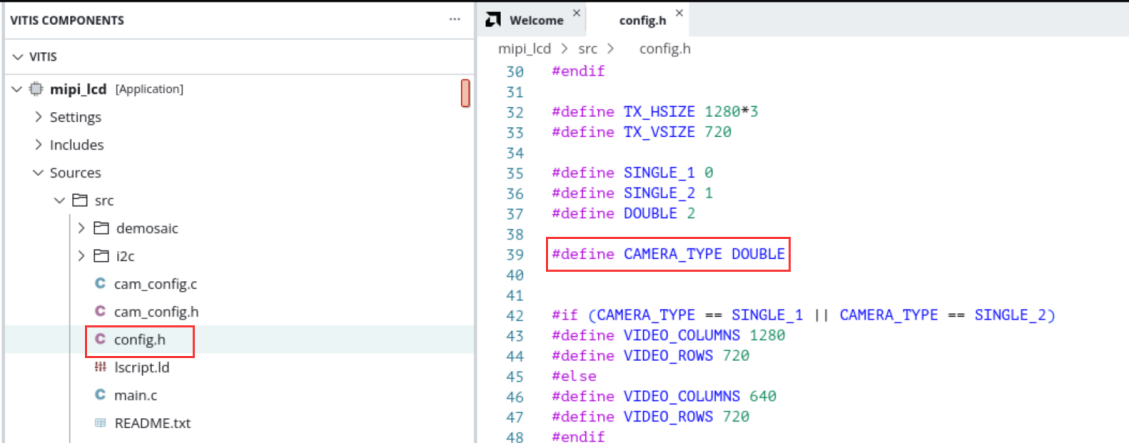 VITIS COMPONENTS ···
VITIS
mipi_lcd [Application]
Settings
Includes
Sources
src
demosaic
i2c
C cam_config.c
C cam_config.h
C config.h
lscript.ld
C main.c
README.txt
Welcome × config.h ×
mipi_lcd > src > config.h
30 #endif
31
32 #define TX_HSIZE 1280*3
33 #define TX_VSIZE 720
34
35 #define SINGLE_1 0
36 #define SINGLE_2 1
37 #define DOUBLE 2
38
39 #define CAMERA_TYPE DOUBLE
40
41
42 #if (CAMERA_TYPE == SINGLE_1 || CAMERA_TYPE == SINGLE_2)
43 #define VIDEO_COLUMNS 1280
44 #define VIDEO_ROWS 720
45 #else
46 #define VIDEO_COLUMNS 640
47 #define VIDEO_ROWS 720
48 #endif